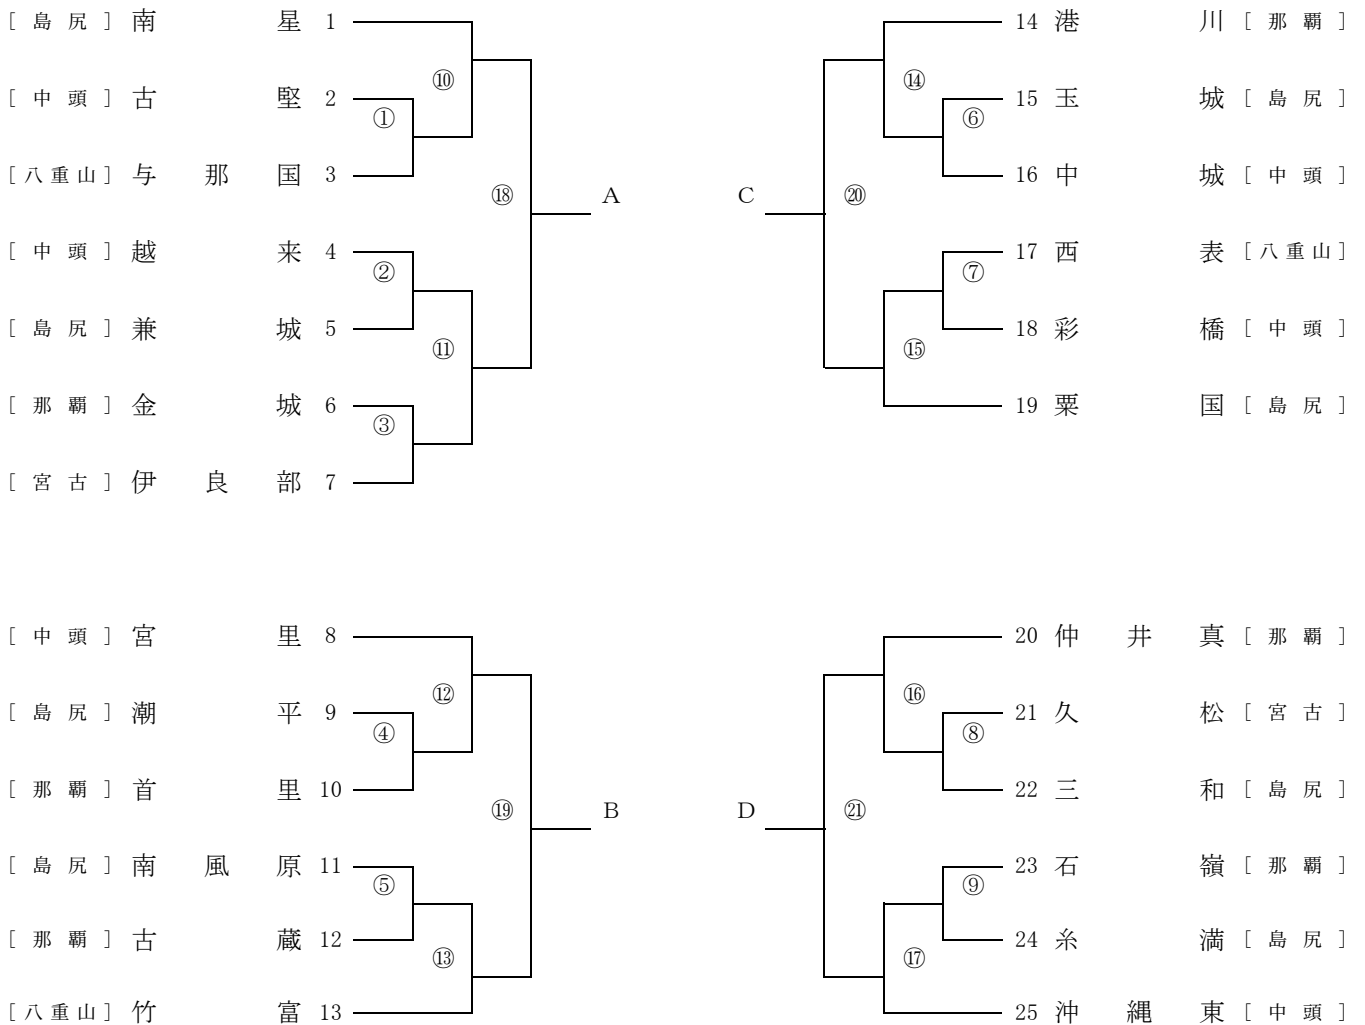 [島尻] 南星 1
⑩
[中頭] 古堅 2
①
[八重山] 与那国 3
⑱ A
[中頭] 越来 4
②
[島尻] 兼城 5
⑪
[那覇] 金城 6
③
[宮古] 伊良部 7
14 港川 [那覇]
⑭
15 玉城 [島尻]
⑥
16 中城 [中頭]
C ⑳
17 西表 [八重山]
⑦
18 彩橋 [中頭]
⑮
19 粟国 [島尻]
[中頭] 宮里 8
⑫
[島尻] 潮平 9
④
[那覇] 首里 10
⑲ B
[島尻] 南風原 11
⑤
[那覇] 古蔵 12
⑬
[八重山] 竹富 13
20 仲井真 [那覇]
⑯
21 久松 [宮古]
⑧
22 三和 [島尻]
D ㉑
23 石嶺 [那覇]
⑨
24 糸満 [島尻]
⑰
25 沖縄東 [中頭]